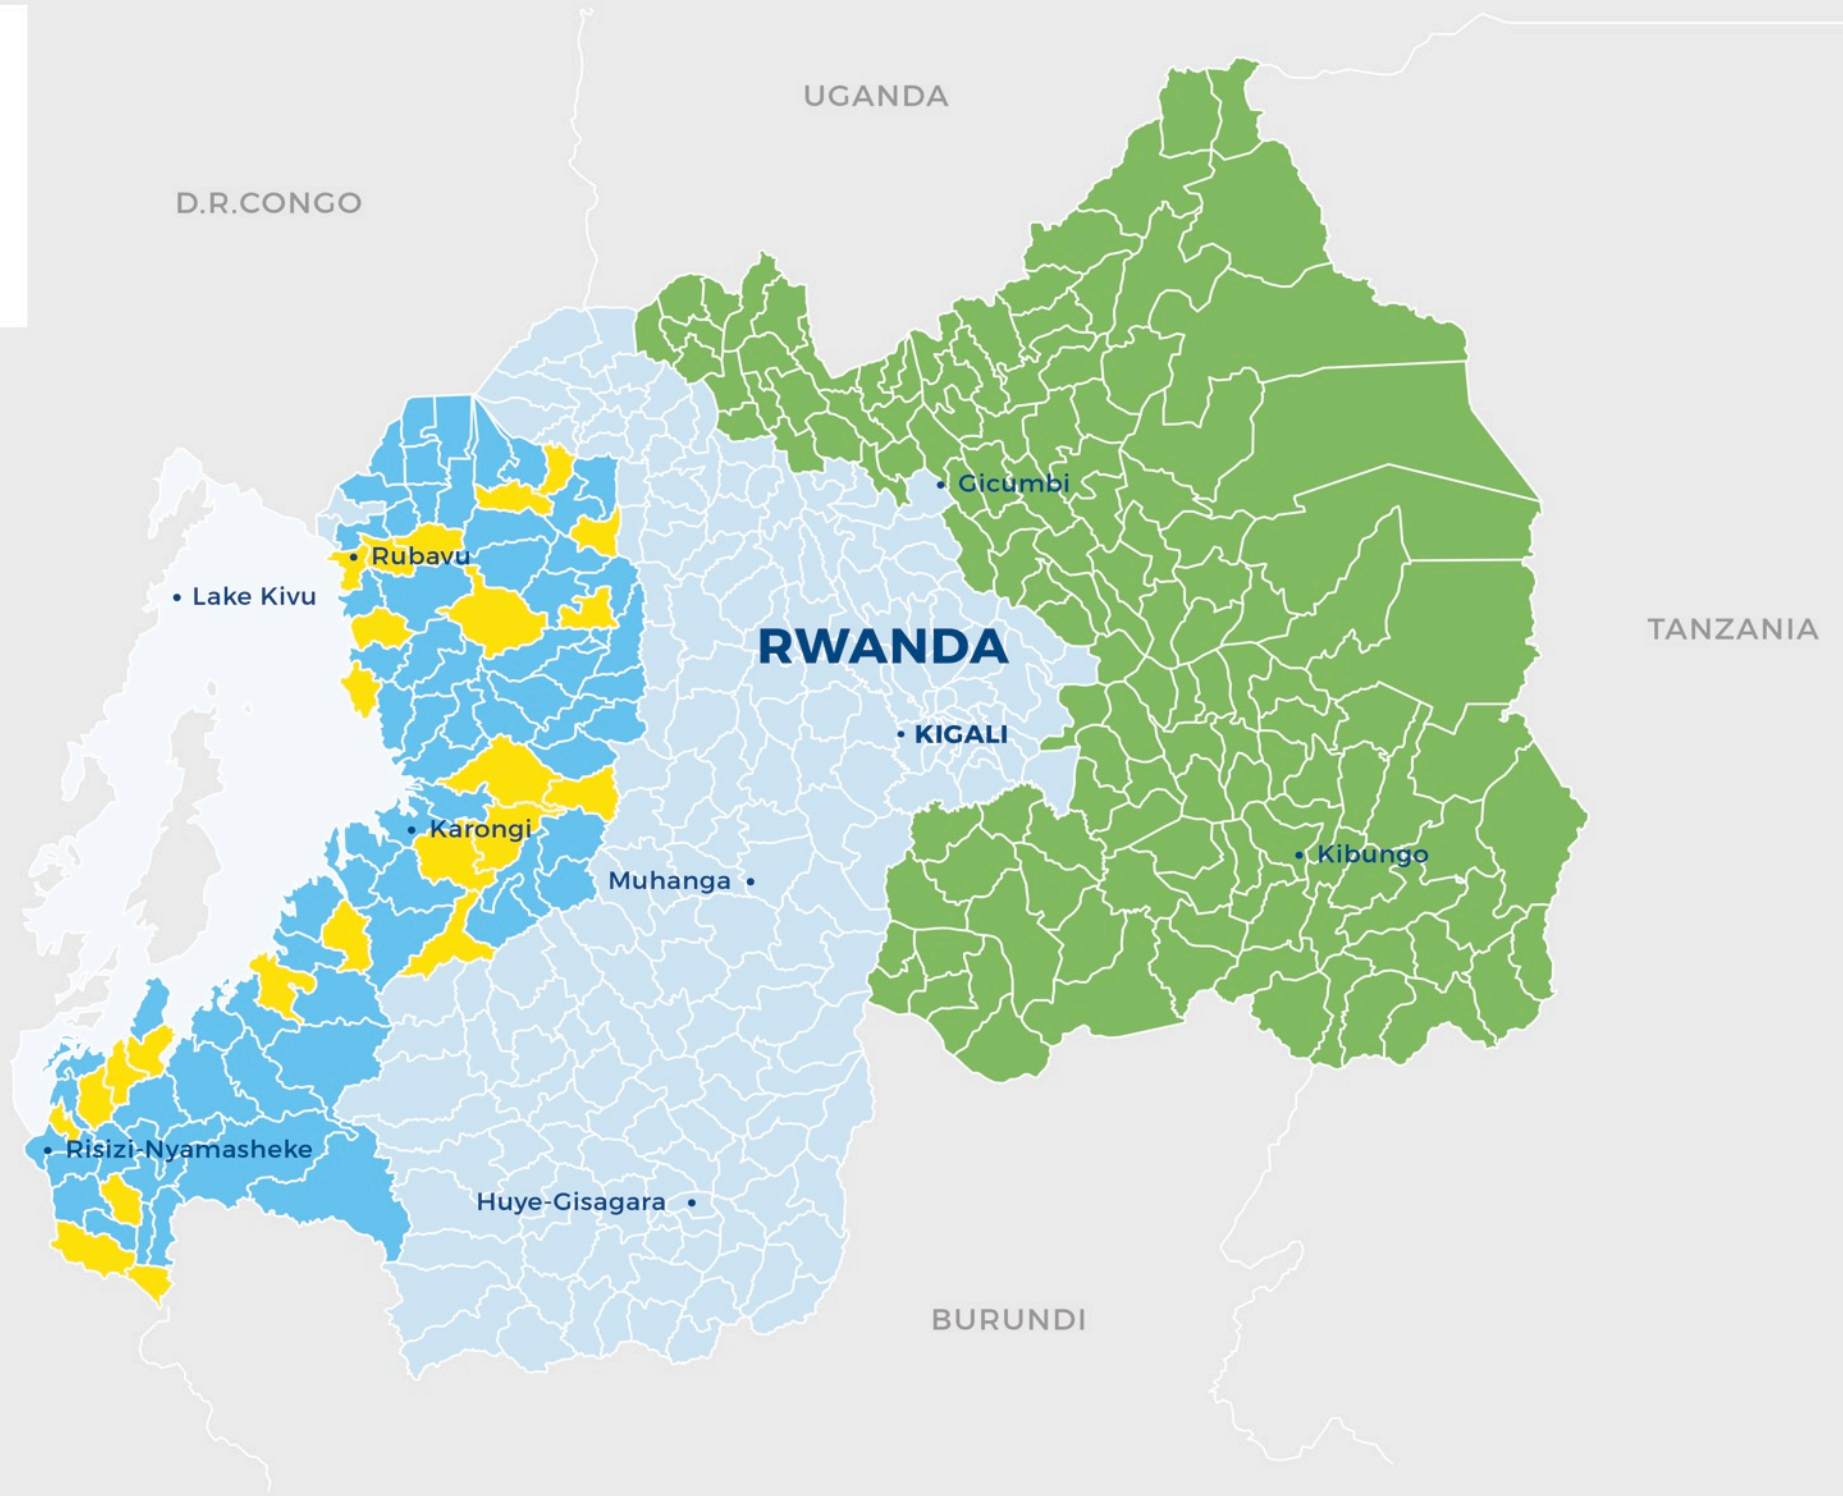 UGANDA
D.R.CONGO
Gicumbi
Rubavu
Lake Kivu
TANZANIA
RWANDA
KIGALI
Karongi
Kibungo
Muhanga
Risizi-Nyamasheke
Huye-Gisagara
BURUNDI